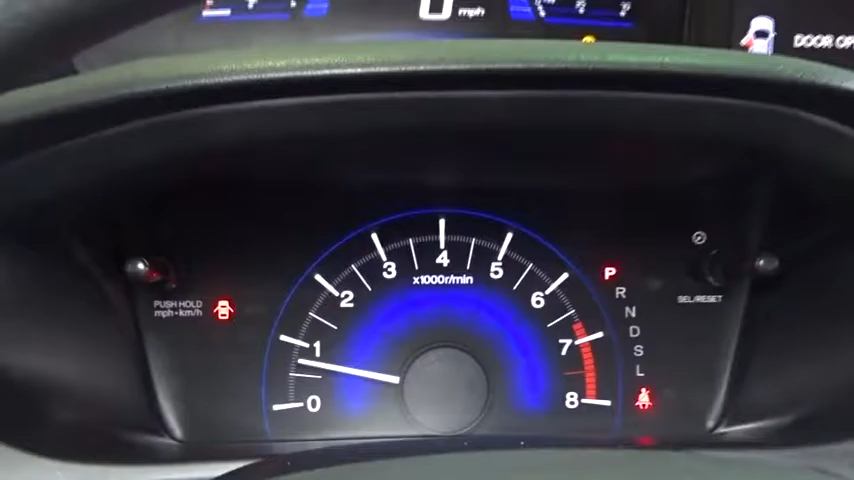 0 mph
DOOR OP
4
3 5
x1000r/min
2 6
1 7
0 8
PUSH HOLD
mph-km/h
SEL/RESET
P
R
N
D
S
L